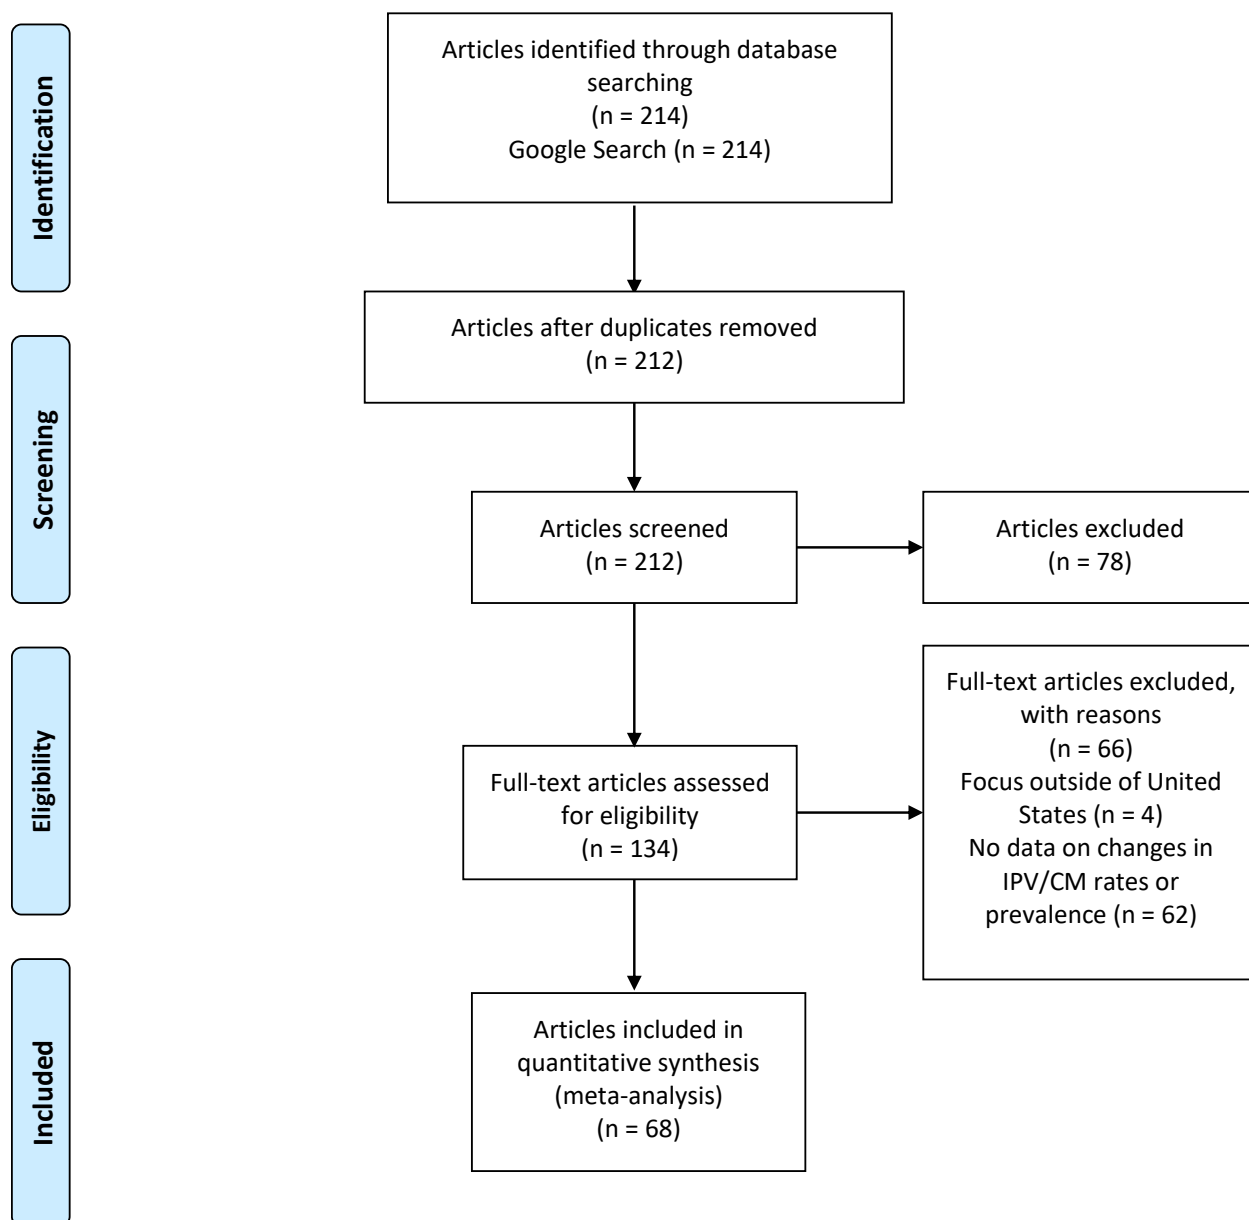 Identification
Articles identified through database
searching
(n = 214)
Google Search (n = 214)
Articles after duplicates removed
(n = 212)
Screening
Articles screened
(n = 212)
Articles excluded
(n = 78)
Eligibility
Full-text articles assessed
for eligibility
(n = 134)
Full-text articles excluded,
with reasons
(n = 66)
Focus outside of United
States (n = 4)
No data on changes in
IPV/CM rates or
prevalence (n = 62)
Included
Articles included in
quantitative synthesis
(meta-analysis)
(n = 68)